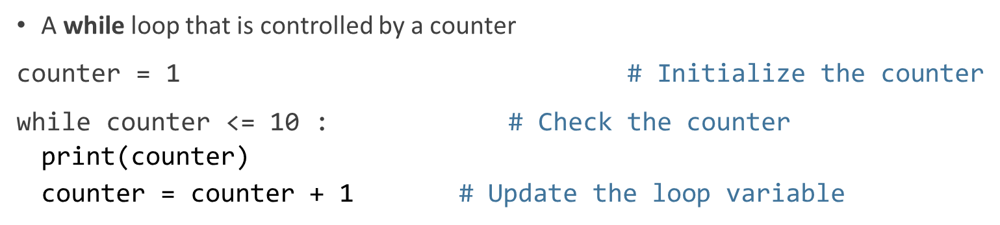 • A while loop that is controlled by a counter
counter = 1 # Initialize the counter
while counter <= 10 : # Check the counter
print(counter)
counter = counter + 1 # Update the loop variable